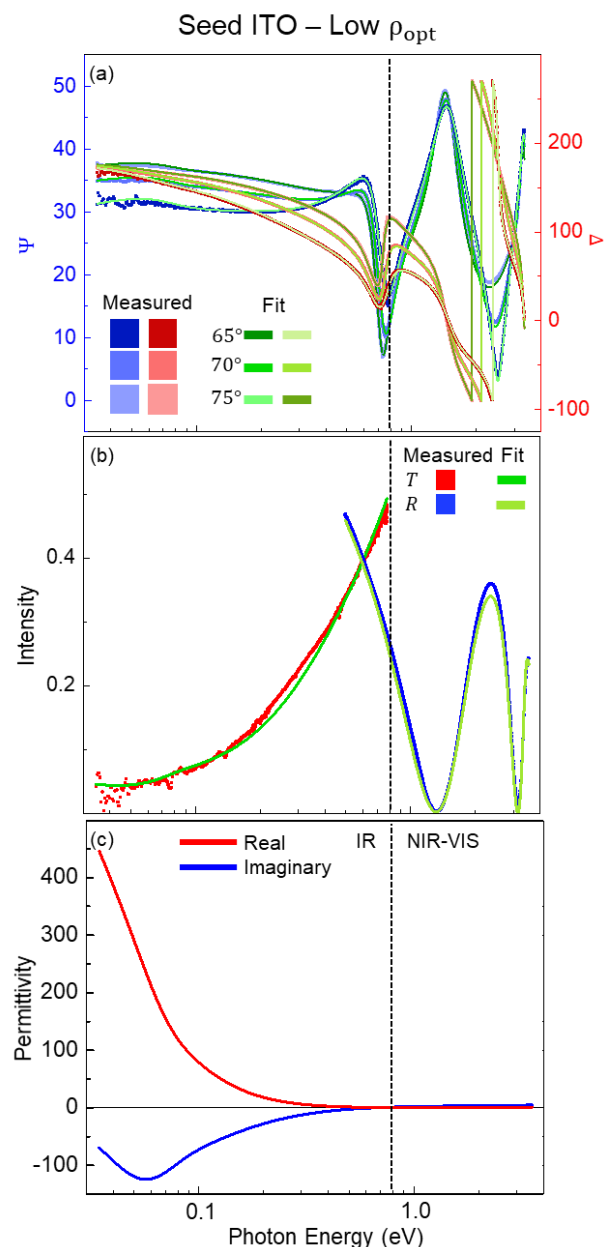 Seed ITO – Low ρopt
(a)
50
40
30
20
10
0
Ψ
200
100
0
-100
Δ
Measured Fit
65°
70°
75°
(b)
Measured Fit
T
R
0.4
0.2
Intensity
(c)
Real
Imaginary
IR NIR-VIS
400
300
200
100
0
-100
Permittivity
0.1 1.0
Photon Energy (eV)